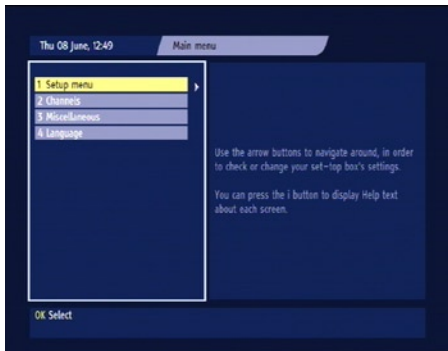 Thu 08 June, 12:49 Main menu
1 Setup menu
2 Channels
3 Miscellaneous
4 Language
Use the arrow buttons to navigate around, in order
to check or change your set-top box's settings.
You can press the i button to display Help text
about each screen.
OK Select